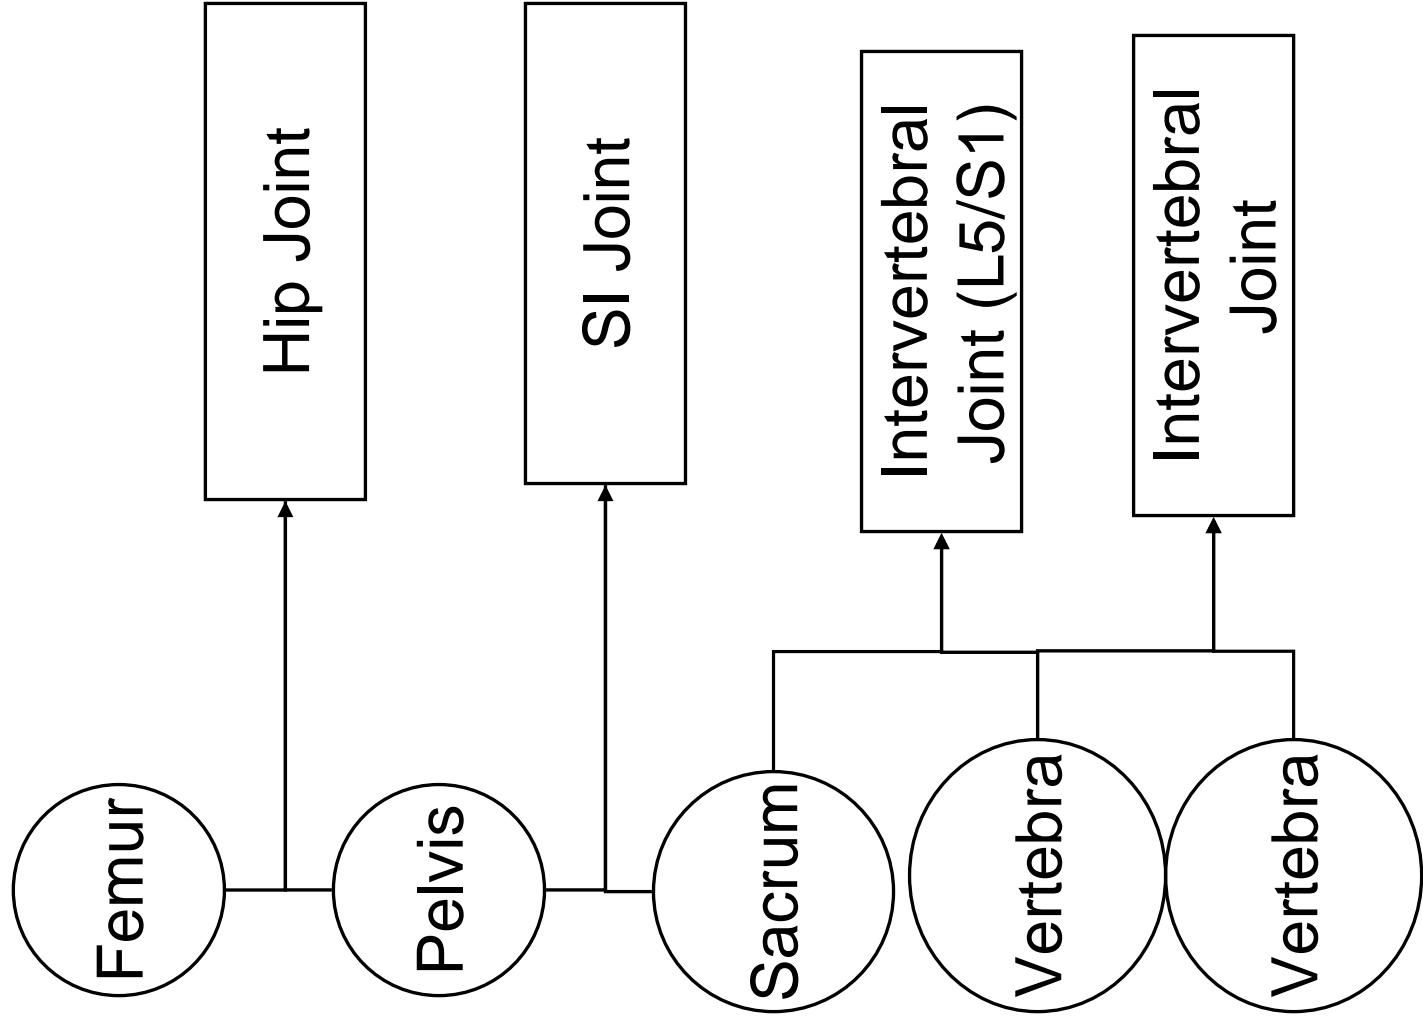 Hip Joint
SI Joint
Intervertebral
Joint (L5/S1)
Intervertebral
Joint
Femur
Pelvis
Sacrum
Vertebra
Vertebra